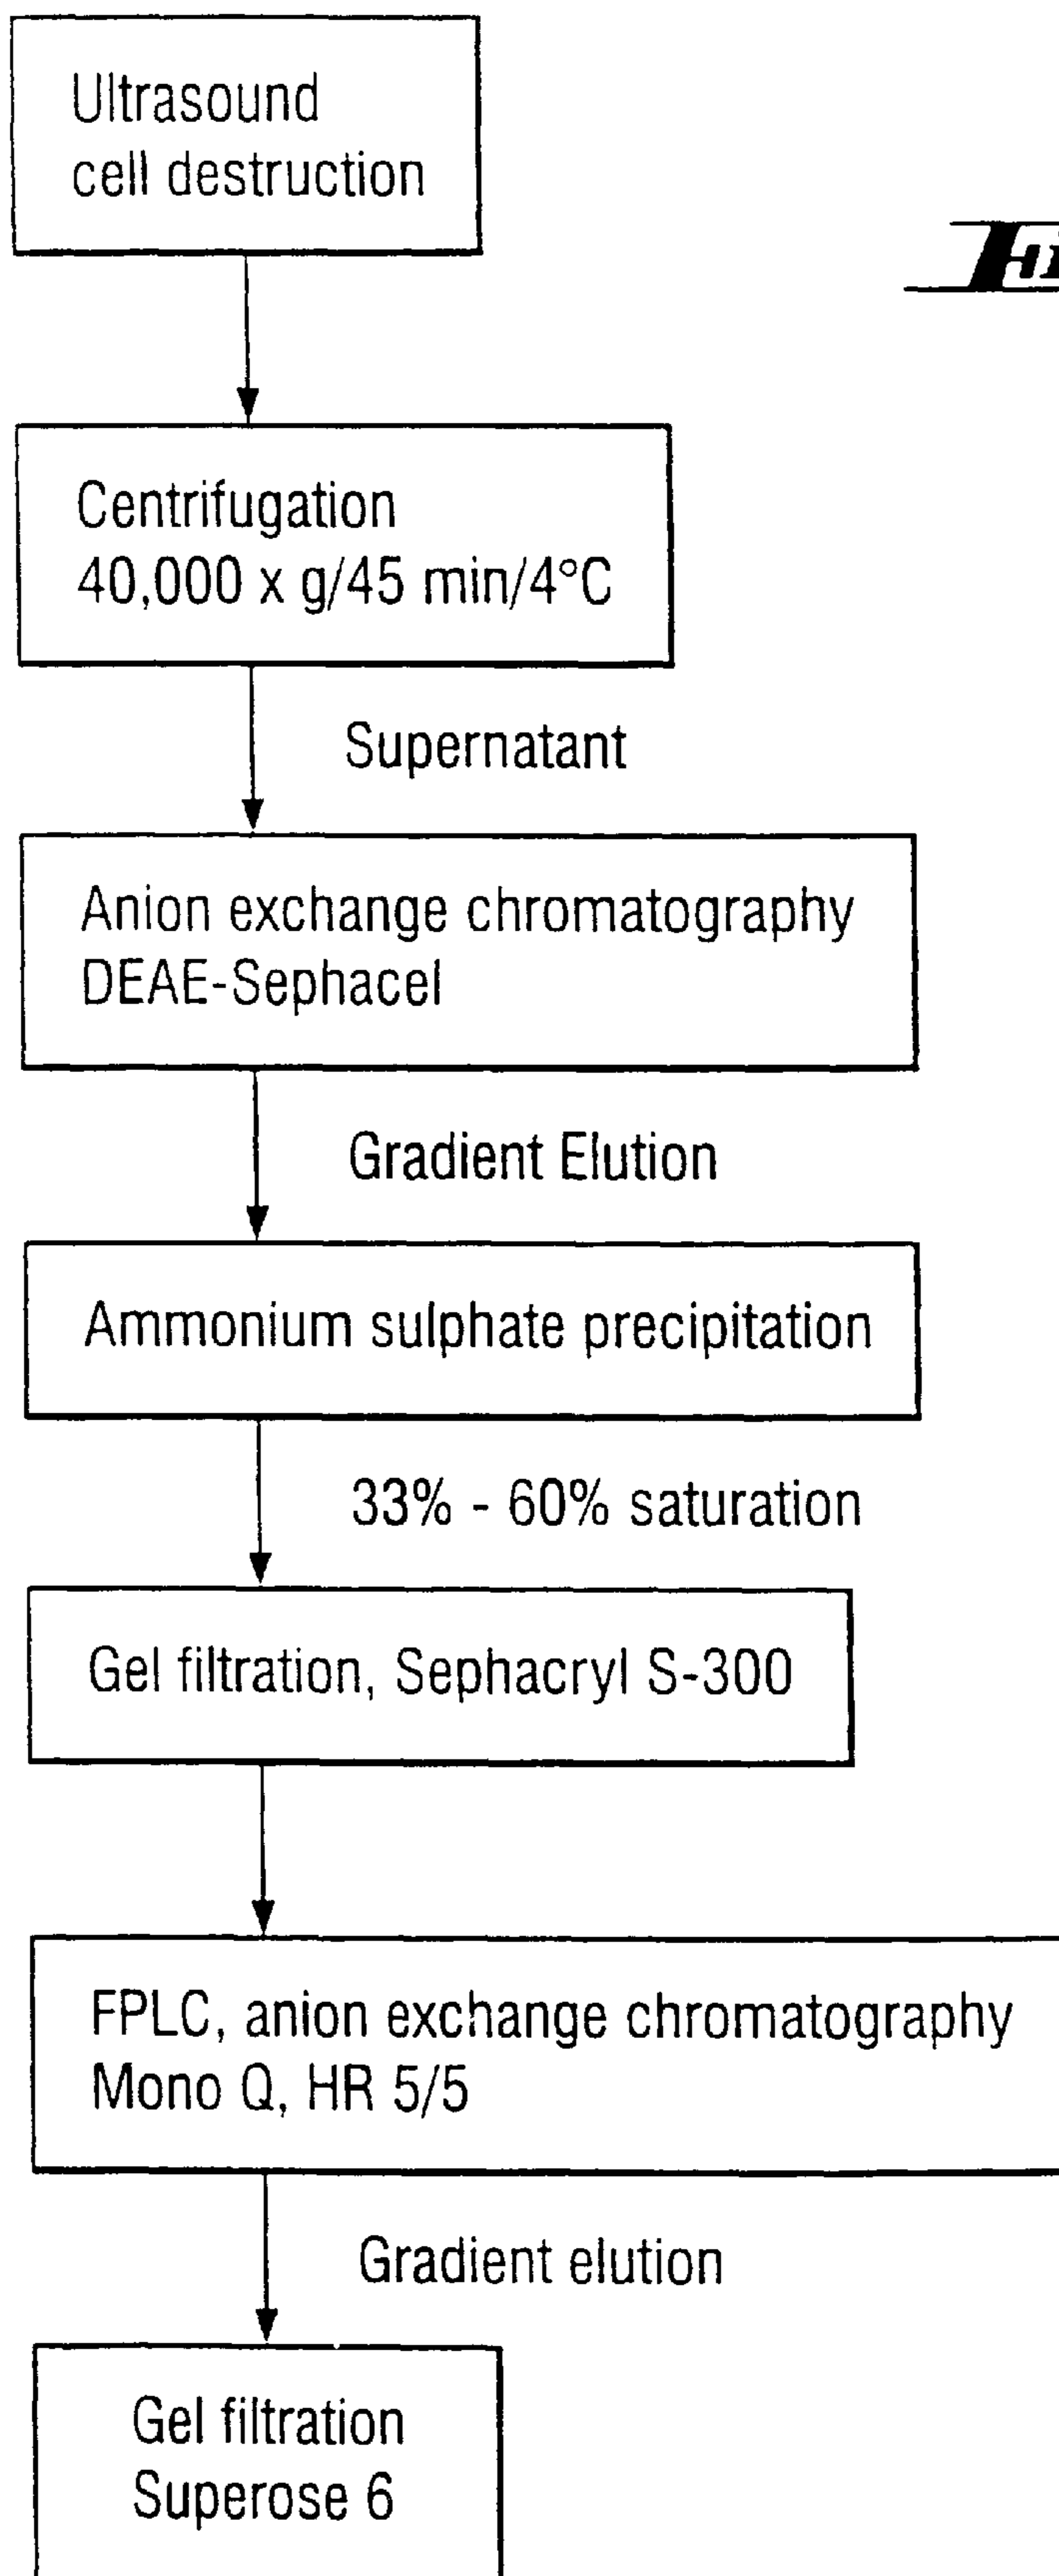 Ultrasound
cell destruction
Centrifugation
40,000 x g/45 min/4°C
Supernatant
Anion exchange chromatography
DEAE-Sephacel
Gradient Elution
Ammonium sulphate precipitation
33% - 60% saturation
Gel filtration, Sephacryl S-300
FPLC, anion exchange chromatography
Mono Q, HR 5/5
Gradient elution
Gel filtration
Superose 6